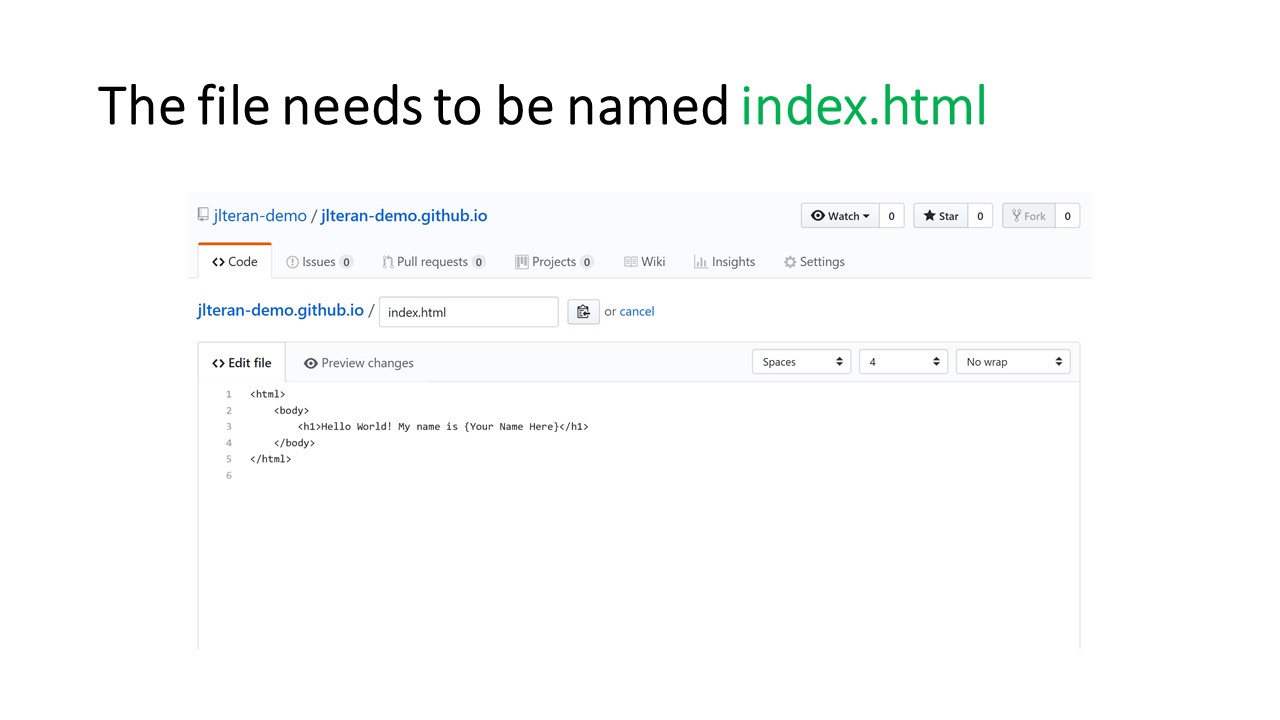 The file needs to be named index.html
jlteran-demo / jlteran-demo.github.io
Watch 0 Star 0 Fork 0
Code Issues 0 Pull requests 0 Projects 0 Wiki Insights Settings
jlteran-demo.github.io / index.html or cancel
<> Edit file Preview changes Spaces 4 No wrap
1 <html>
2     <body>
3         <h1>Hello World! My name is {Your Name Here}</h1>
4     </body>
5 </html>
6